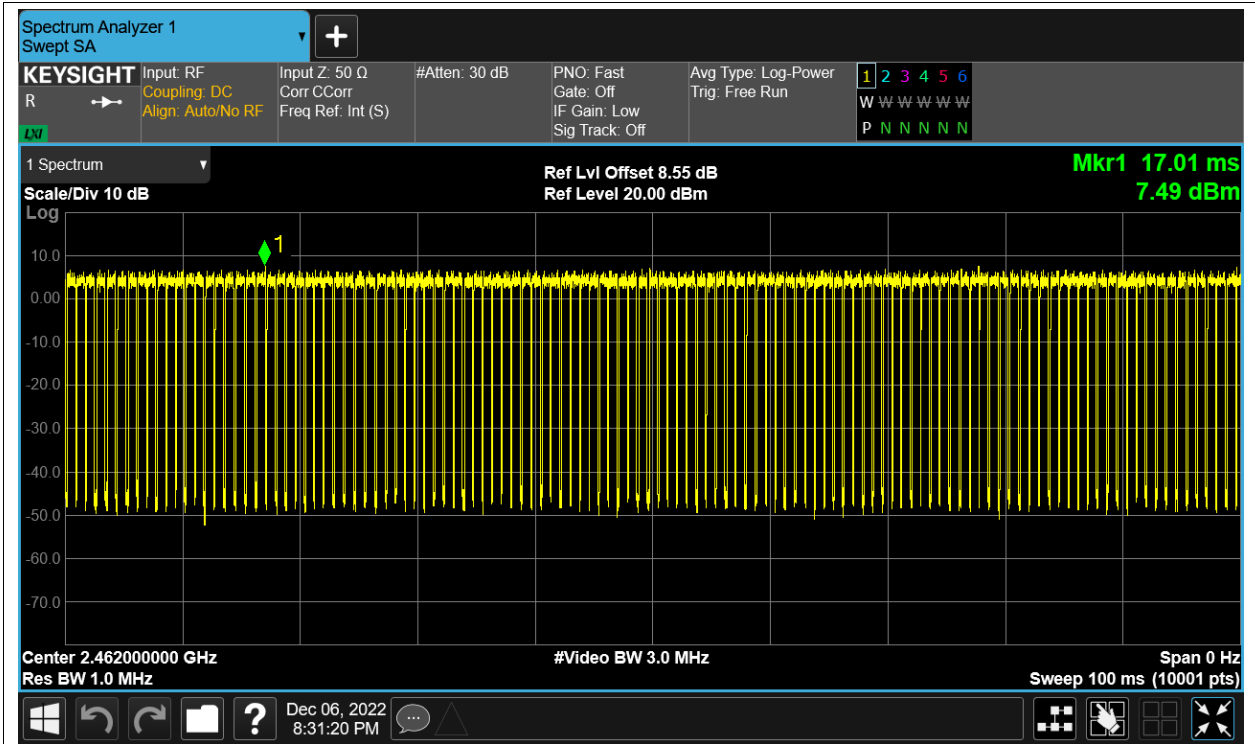 Spectrum Analyzer 1
Swept SA
KEYSIGHT
R
LXI
Input: RF
Coupling: DC
Align: Auto/No RF
Input Z: 50 Ω
Corr CCorr
Freq Ref: Int (S)
#Atten: 30 dB
PNO: Fast
Gate: Off
IF Gain: Low
Sig Track: Off
Avg Type: Log-Power
Trig: Free Run
1 2 3 4 5 6
W W W W W W
P N N N N N
1 Spectrum
Scale/Div 10 dB
Ref Lvl Offset 8.55 dB
Ref Level 20.00 dBm
Mkr1 17.01 ms
7.49 dBm
Log
1
10.0
0.00
-10.0
-20.0
-30.0
-40.0
-50.0
-60.0
-70.0
Center 2.462000000 GHz
Res BW 1.0 MHz
#Video BW 3.0 MHz
Span 0 Hz
Sweep 100 ms (10001 pts)
?
Dec 06, 2022
8:31:20 PM